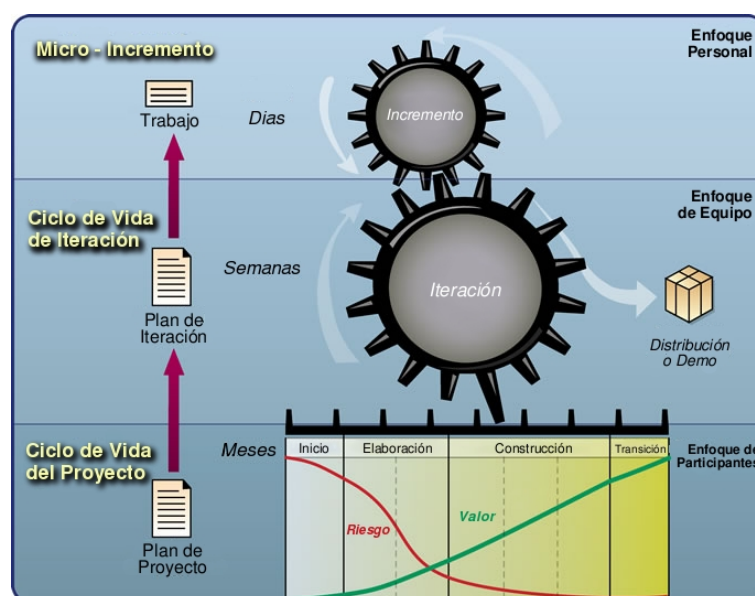 Micro - Incremento
Enfoque
Personal
Trabajo
Dias
Incremento
Ciclo de Vida
de Iteración
Enfoque
de Equipo
Semanas
Iteración
Plan de
Iteración
Distribución
o Demo
Ciclo de Vida
del Proyecto
Meses
Inicio
Elaboración
Construcción
Transición
Enfoque de
Participantes
Riesgo
Valor
Plan de
Proyecto